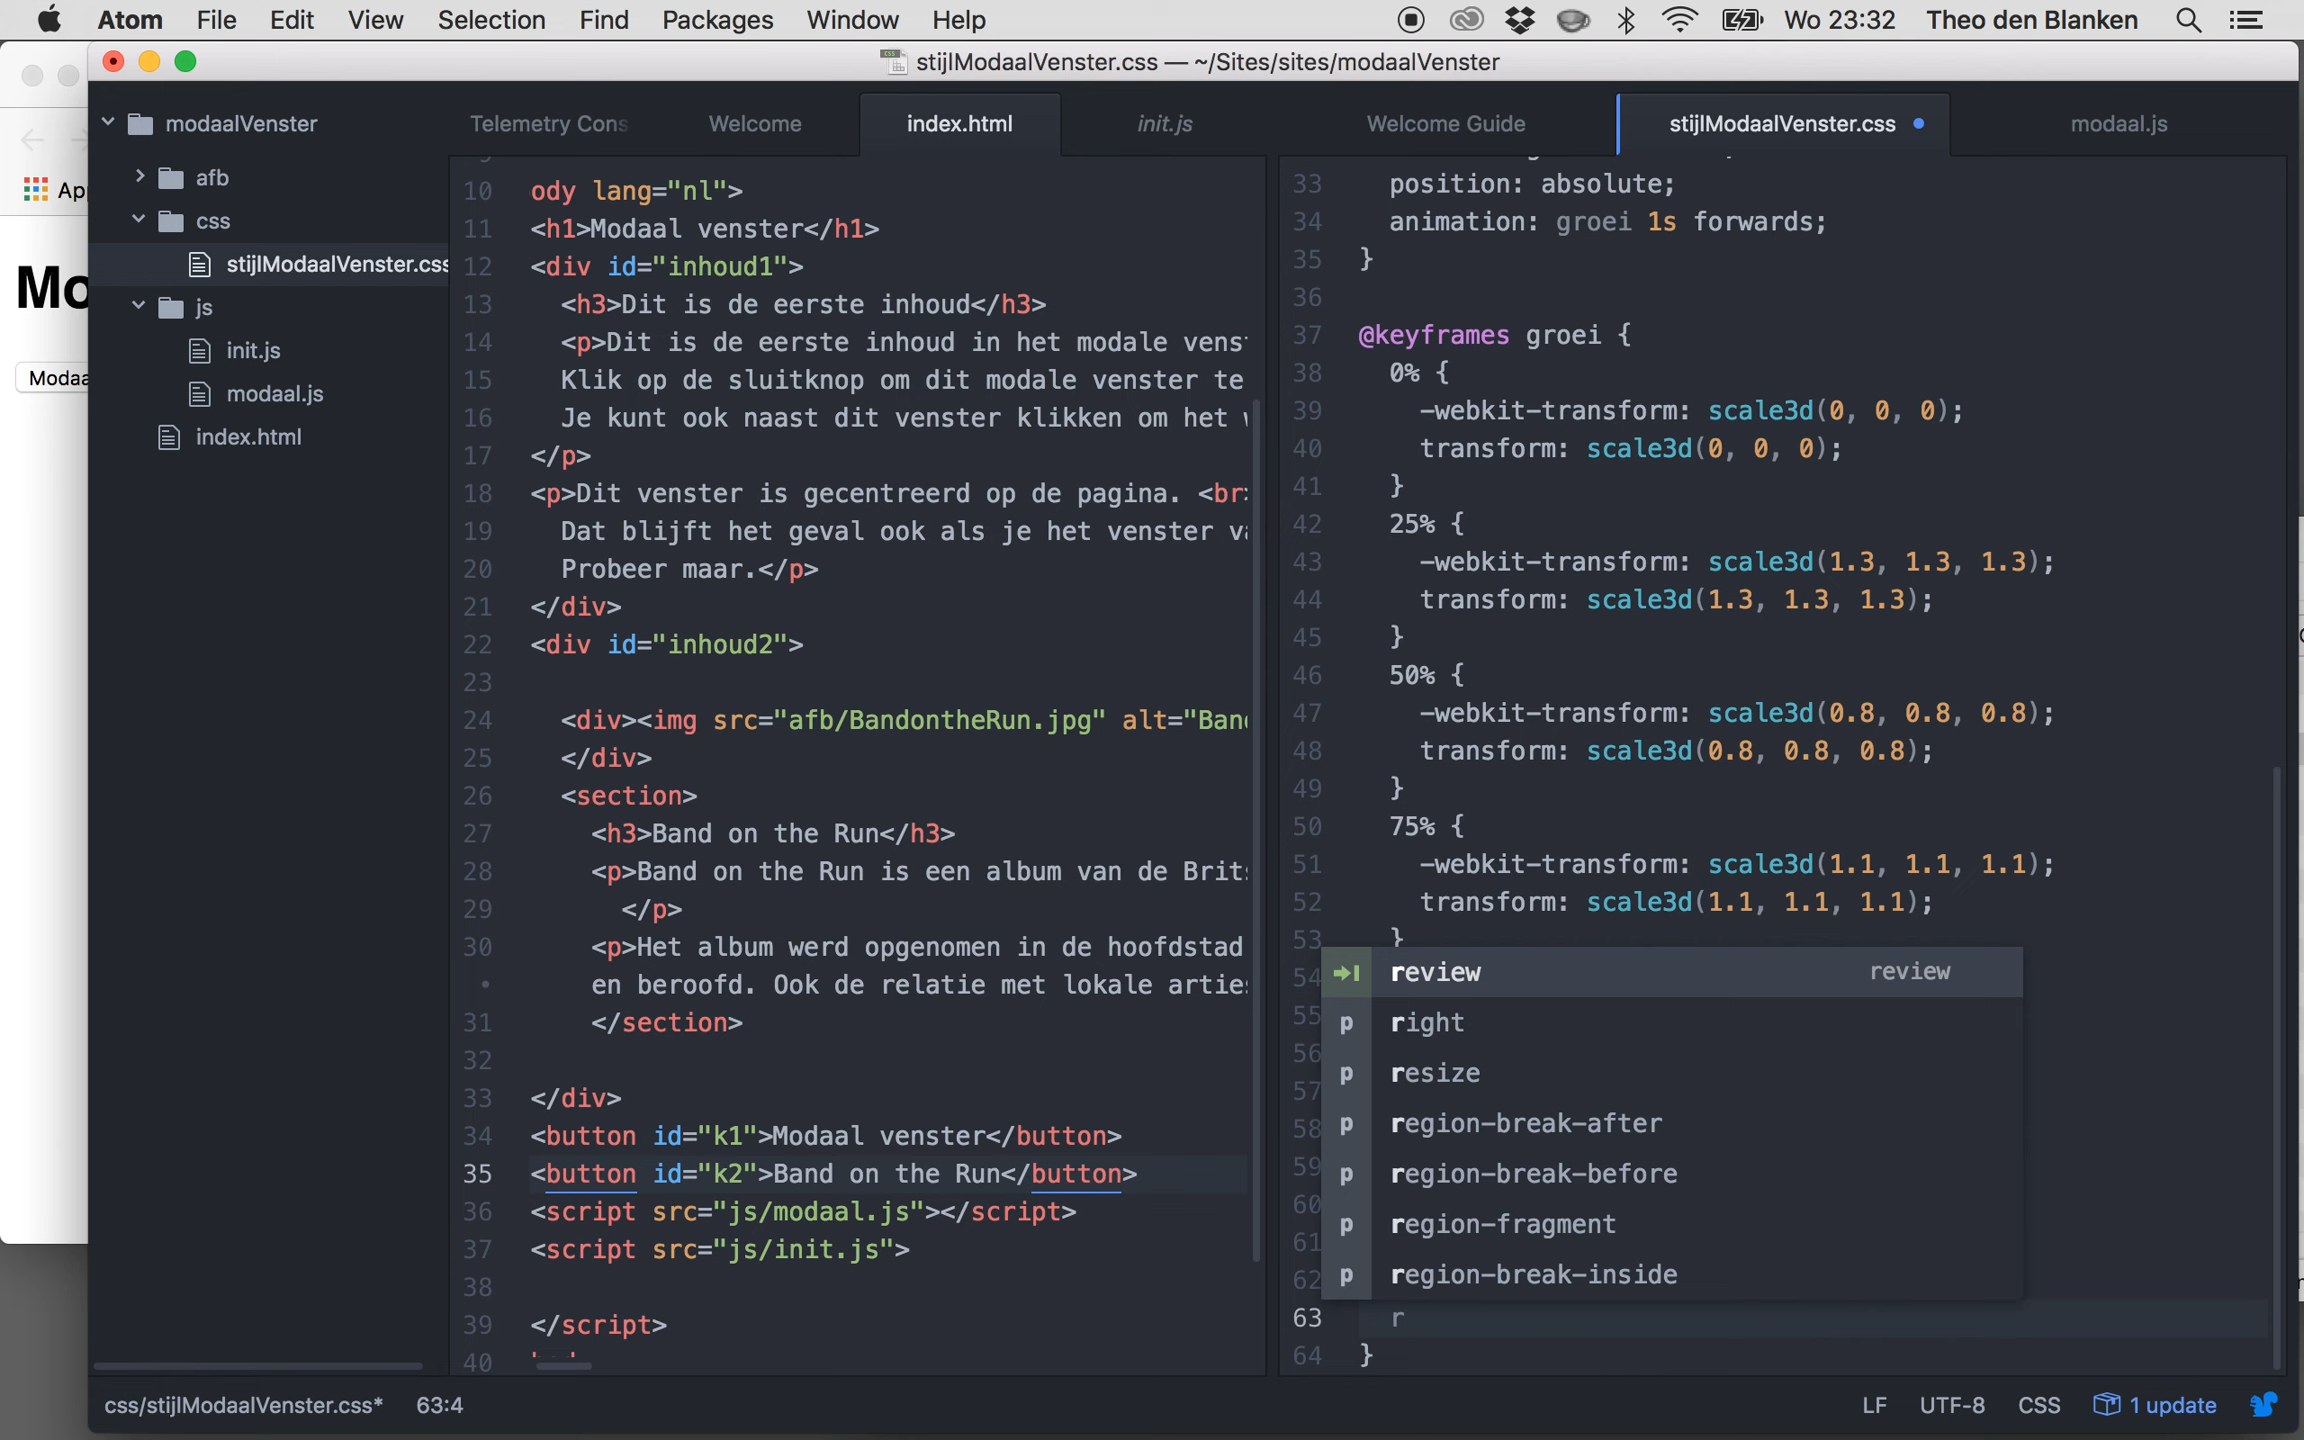 Atom File Edit View Selection Find Packages Window Help Wo 23:32 Theo den Blanken
stijlModaalVenster.css — ~/Sites/sites/modaalVenster
Mo
Modaa
modaalVenster
afb
css
stijlModaalVenster.css
js
init.js
modaal.js
index.html
Telemetry Cons Welcome index.html init.js
10 ody lang="nl">
11 <h1>Modaal venster</h1>
12 <div id="inhoud1">
13 <h3>Dit is de eerste inhoud</h3>
14 <p>Dit is de eerste inhoud in het modale vens
15 Klik op de sluitknop om dit modale venster te
16 Je kunt ook naast dit venster klikken om het
17 </p>
18 <p>Dit venster is gecentreerd op de pagina. <br
19 Dat blijft het geval ook als je het venster v
20 Probeer maar.</p>
21 </div>
22 <div id="inhoud2">
23
24 <div><img src="afb/BandontheRun.jpg" alt="Ban
25 </div>
26 <section>
27 <h3>Band on the Run</h3>
28 <p>Band on the Run is een album van de Brit
29 </p>
30 <p>Het album werd opgenomen in de hoofdstad
• en beroofd. Ook de relatie met lokale artie
31 </section>
32
33 </div>
34 <button id="k1">Modaal venster</button>
35 <button id="k2">Band on the Run</button>
36 <script src="js/modaal.js"></script>
37 <script src="js/init.js">
38
39 </script>
40
Welcome Guide stijlModaalVenster.css modaal.js
33 position: absolute;
34 animation: groei 1s forwards;
35 }
36
37 @keyframes groei {
38 0% {
39 -webkit-transform: scale3d(0, 0, 0);
40 transform: scale3d(0, 0, 0);
41 }
42 25% {
43 -webkit-transform: scale3d(1.3, 1.3, 1.3);
44 transform: scale3d(1.3, 1.3, 1.3);
45 }
46 50% {
47 -webkit-transform: scale3d(0.8, 0.8, 0.8);
48 transform: scale3d(0.8, 0.8, 0.8);
49 }
50 75% {
51 -webkit-transform: scale3d(1.1, 1.1, 1.1);
52 transform: scale3d(1.1, 1.1, 1.1);
53 }
54 review review
55 p right
56
57 p resize
58 p region-break-after
59 p region-break-before
60
61 p region-fragment
62 p region-break-inside
63 r
64 }
css/stijlModaalVenster.css* 63:4 LF UTF-8 CSS 1 update